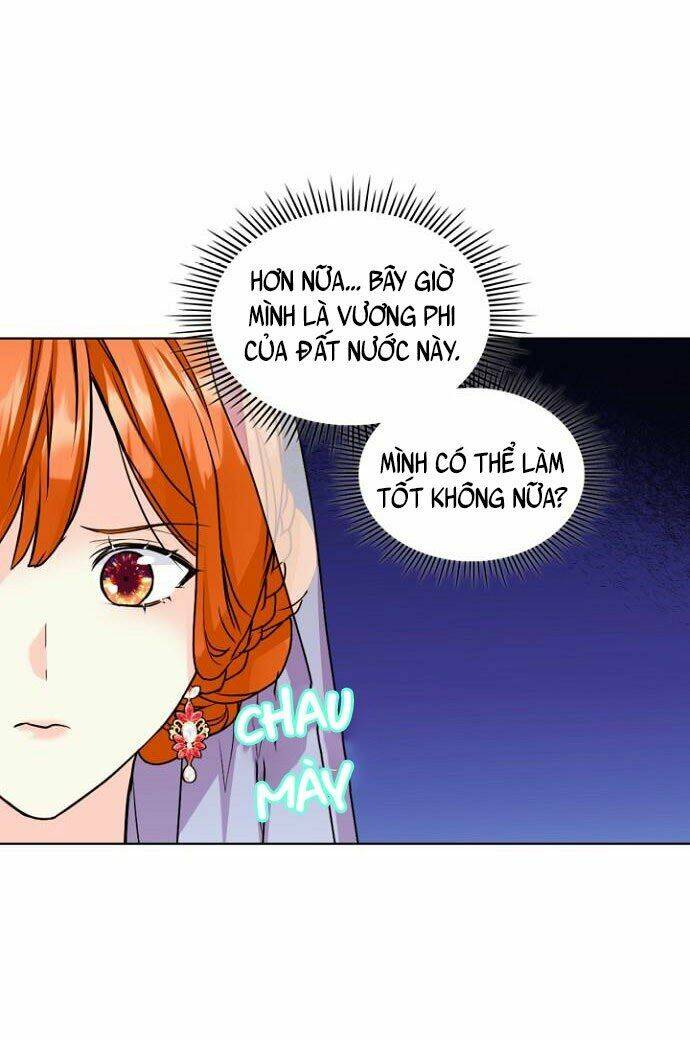 HƠN NỮA... BÂY GIỜ
MÌNH LÀ VƯƠNG PHI
CỦA ĐẤT NƯỚC NÀY.
MÌNH CÓ THỂ LÀM
TỐT KHÔNG NỮA?
CHAU
MÀY